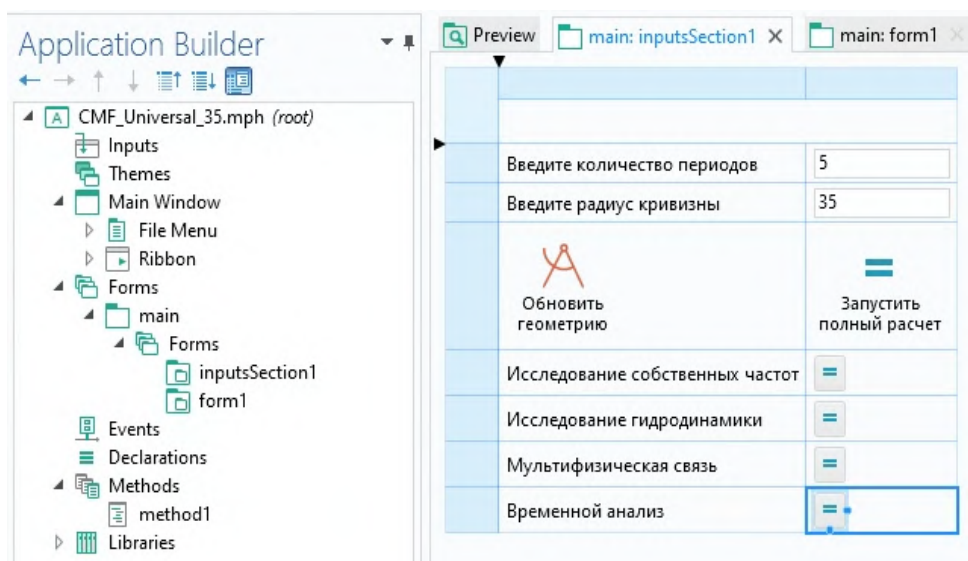 Application Builder
CMF_Universal_35.mph (root)
Inputs
Themes
Main Window
File Menu
Ribbon
Forms
main
Forms
inputsSection1
form1
Events
Declarations
Methods
method1
Libraries
Preview
main: inputsSection1
main: form1
Введите количество периодов
5
Введите радиус кривизны
35
Обновить
геометрию
Запустить
полный расчет
Исследование собственных частот
Исследование гидродинамики
Мультифизическая связь
Временной анализ